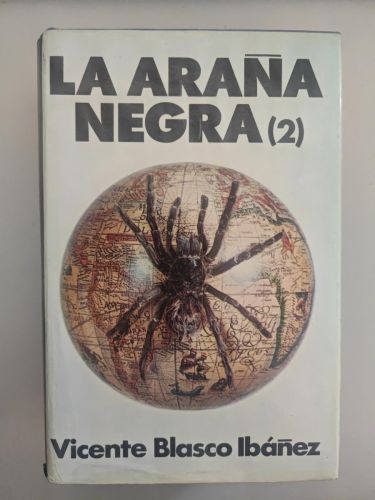 LA ARAÑA
NEGRA (2)
Vicente Blasco Ibáñez